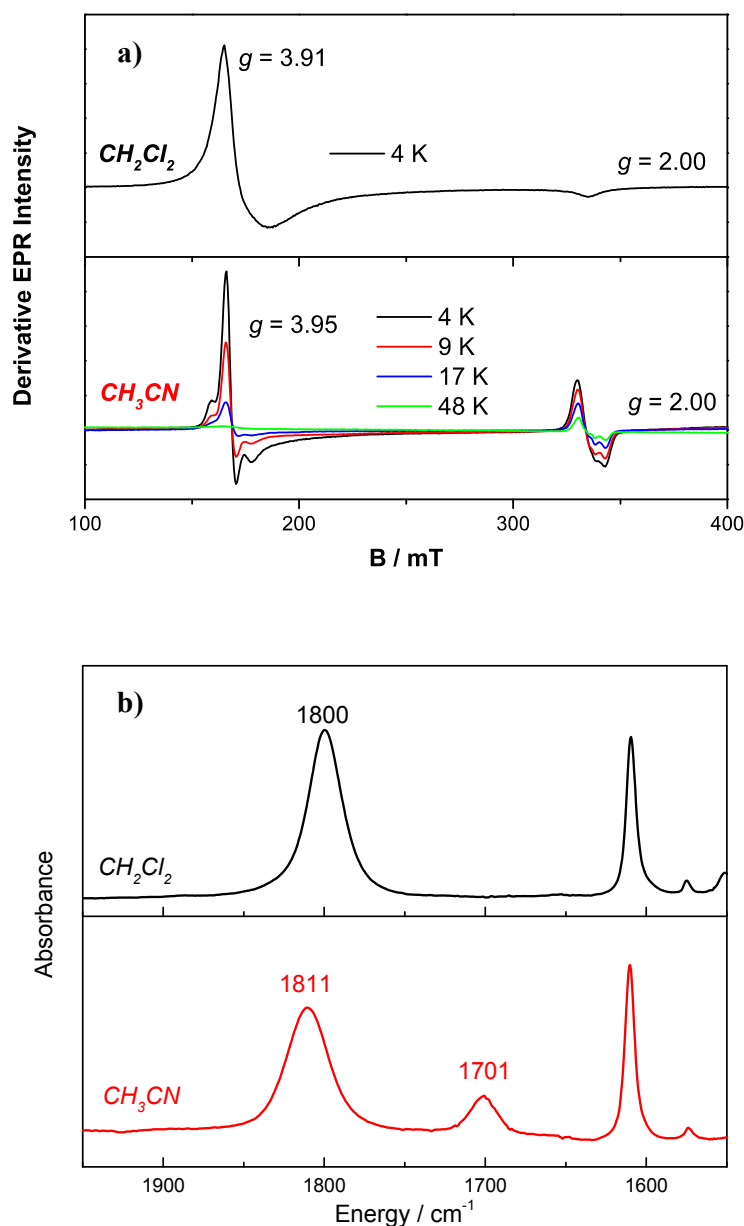 a)
g = 3.91
CH2Cl2
4 K
g = 2.00
Derivative EPR Intensity
g = 3.95
4 K
9 K
17 K
48 K
CH3CN
g = 2.00
100 200 300 400
B / mT
b)
1800
CH2Cl2
Absorbance
1811
1701
CH3CN
1900 1800 1700 1600
Energy / cm-1